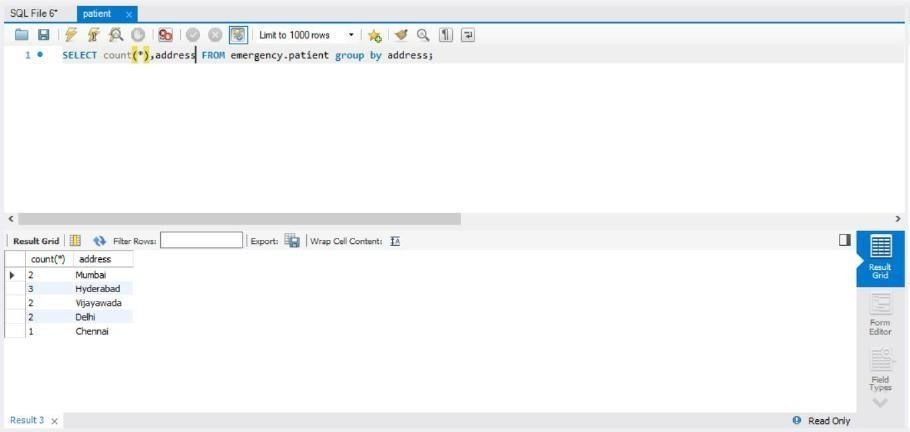 SQL File 6* patient x
Limit to 1000 rows
1 SELECT count(*),address FROM emergency.patient group by address;
Result Grid Filter Rows: Export: Wrap Cell Content: IA
count(*) address
2 Mumbai
3 Hyderabad
2 Vijayawada
2 Delhi
1 Chennai
Result
Grid
Form
Editor
Field
Types
Result 3 x Read Only